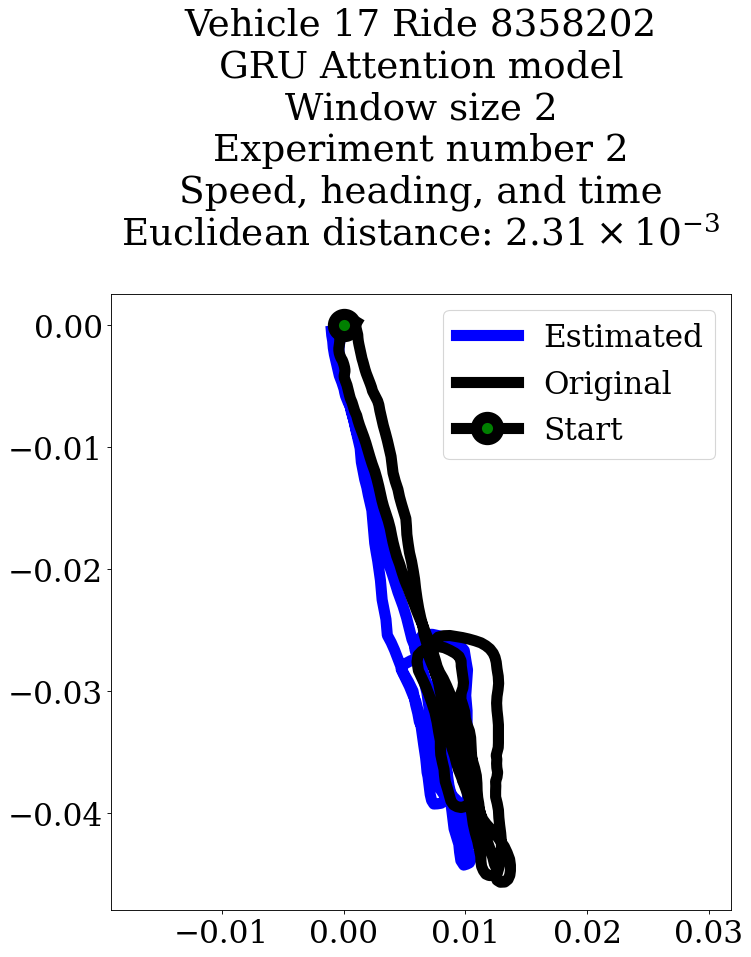 Vehicle 17 Ride 8358202
GRU Attention model
Window size 2
Experiment number 2
Speed, heading, and time
Euclidean distance: 2.31 × 10⁻³
Estimated
Original
Start
0.00
−0.01
−0.02
−0.03
−0.04
−0.01 0.00 0.01 0.02 0.03